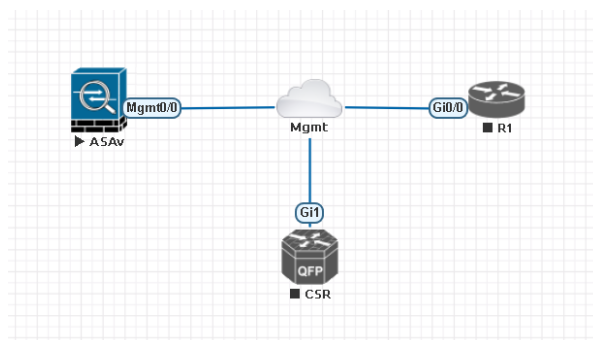 Mgmt0/0
Gi0/0
ASAv
Mgmt
R1
Gi1
QFP
CSR